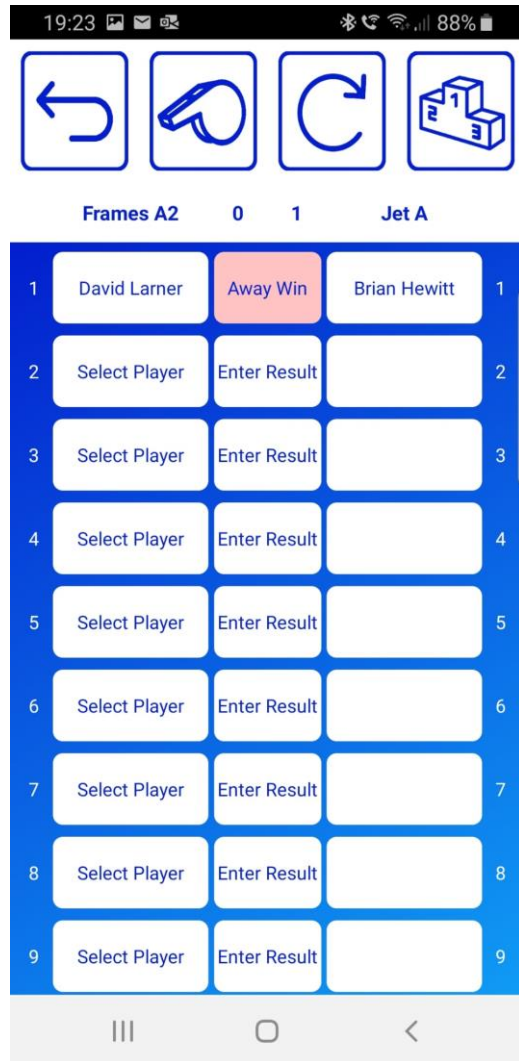 19:23 88%
2 1 3
Frames A2 0 1 Jet A
1 David Larner Away Win Brian Hewitt 1
2 Select Player Enter Result 2
3 Select Player Enter Result 3
4 Select Player Enter Result 4
5 Select Player Enter Result 5
6 Select Player Enter Result 6
7 Select Player Enter Result 7
8 Select Player Enter Result 8
9 Select Player Enter Result 9